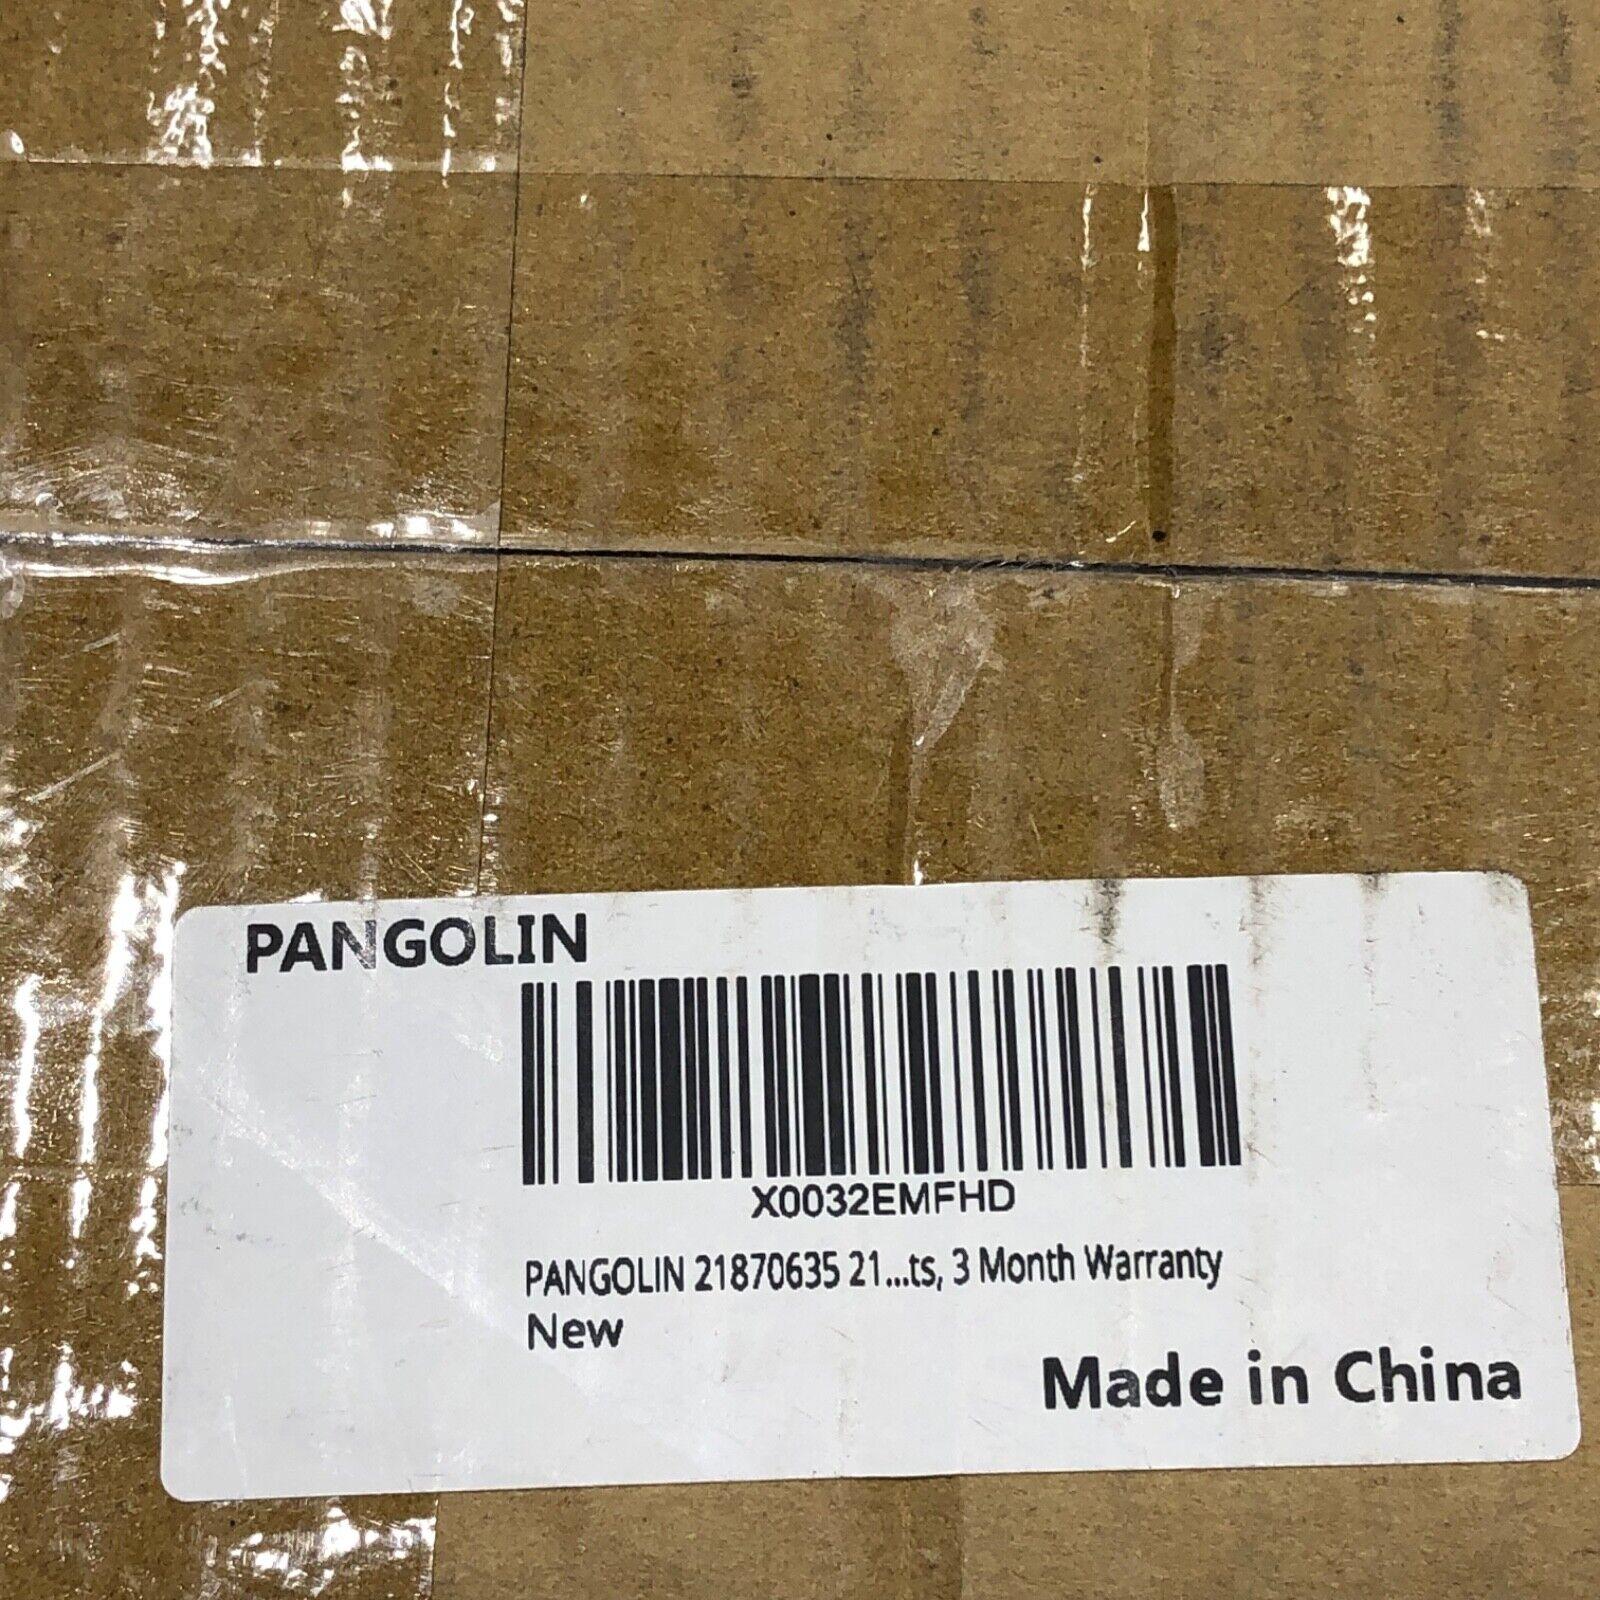 PANGOLIN
X0032EMFHD
PANGOLIN 21870635 21...ts, 3 Month Warranty
New
Made in China